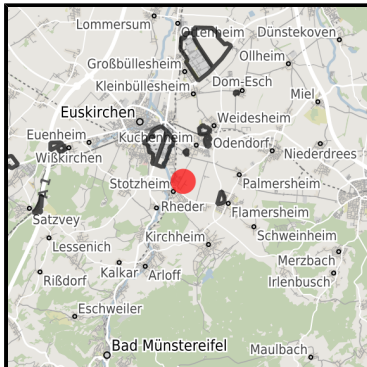 Lommersum
Ottenheim
Dünstekoven
Großbüllesheim
Ollheim
Kleinbüllesheim
Dom-Esch
Miel
Euskirchen
Weidesheim
Euenheim
Kuchenheim
Odendorf
Wißkirchen
Niederdrees
Stotzheim
Palmersheim
Satzvey
Rheder
Flamersheim
Lessenich
Kirchheim
Schweinheim
Merzbach
Rißdorf
Kalkar
Arloff
Irlenbusch
Eschweiler
Bad Münstereifel
Maulbach